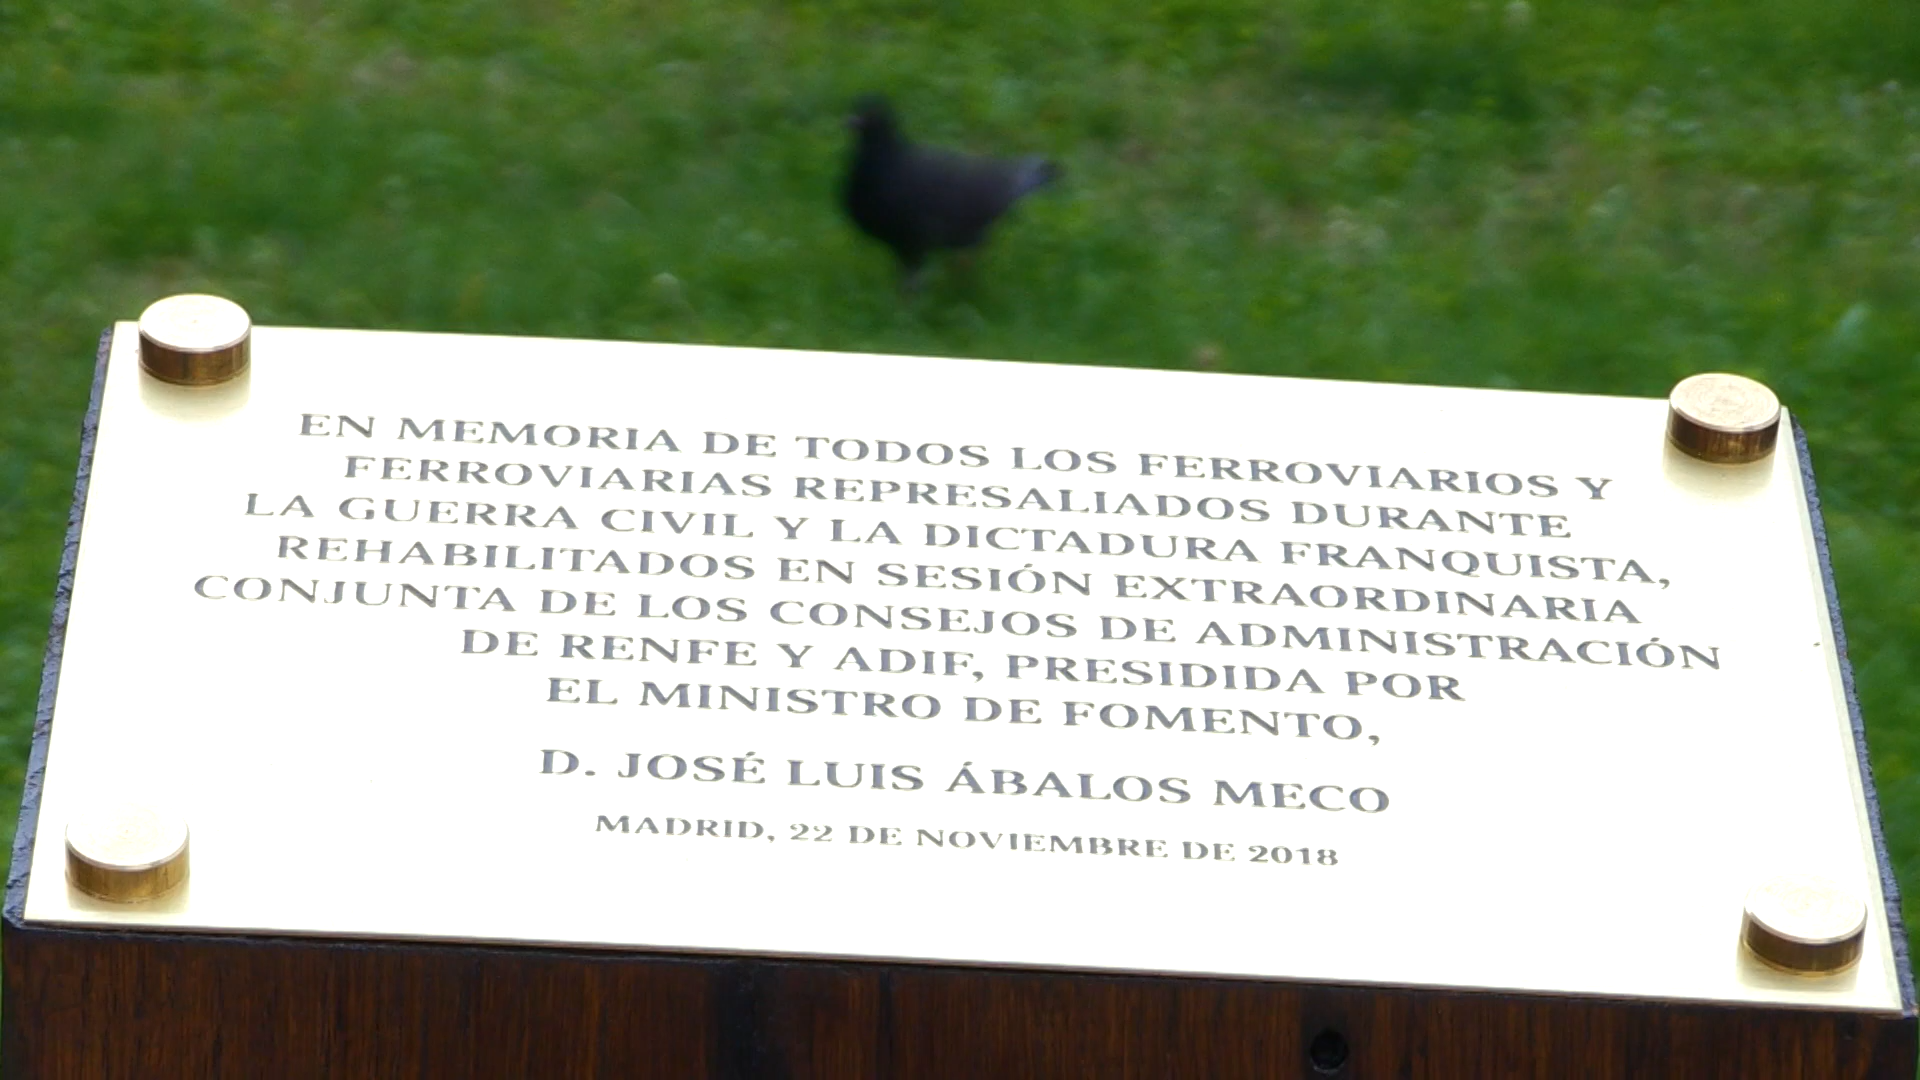 EN MEMORIA DE TODOS LOS FERROVIARIOS Y
FERROVIARIAS REPRESALIADOS DURANTE
LA GUERRA CIVIL Y LA DICTADURA FRANQUISTA,
REHABILITADOS EN SESIÓN EXTRAORDINARIA
CONJUNTA DE LOS CONSEJOS DE ADMINISTRACIÓN
DE RENFE Y ADIF, PRESIDIDA POR
EL MINISTRO DE FOMENTO,
D. JOSÉ LUIS ÁBALOS MECO
MADRID, 22 DE NOVIEMBRE DE 2018